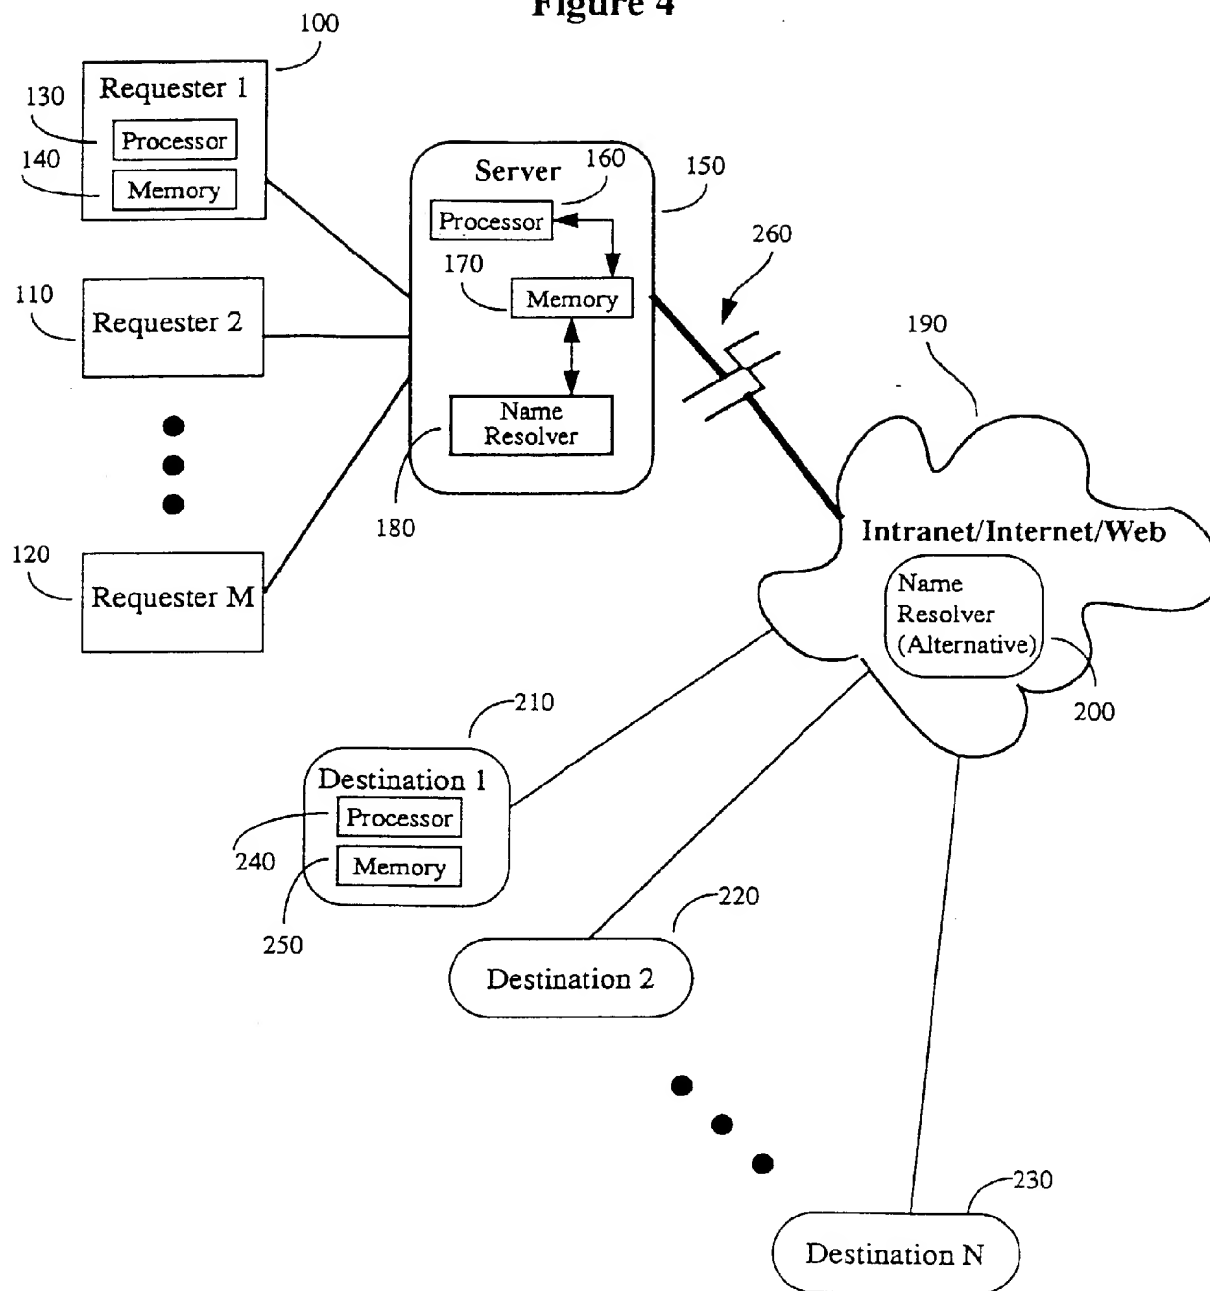 Figure 4
100
Requester 1
130
Processor
140
Memory
110
Requester 2
120
Requester M
Server
160
150
Processor
170
Memory
Name
Resolver
180
260
190
Intranet/Internet/Web
Name
Resolver
(Alternative)
200
210
Destination 1
Processor
240
Memory
250
220
Destination 2
230
Destination N